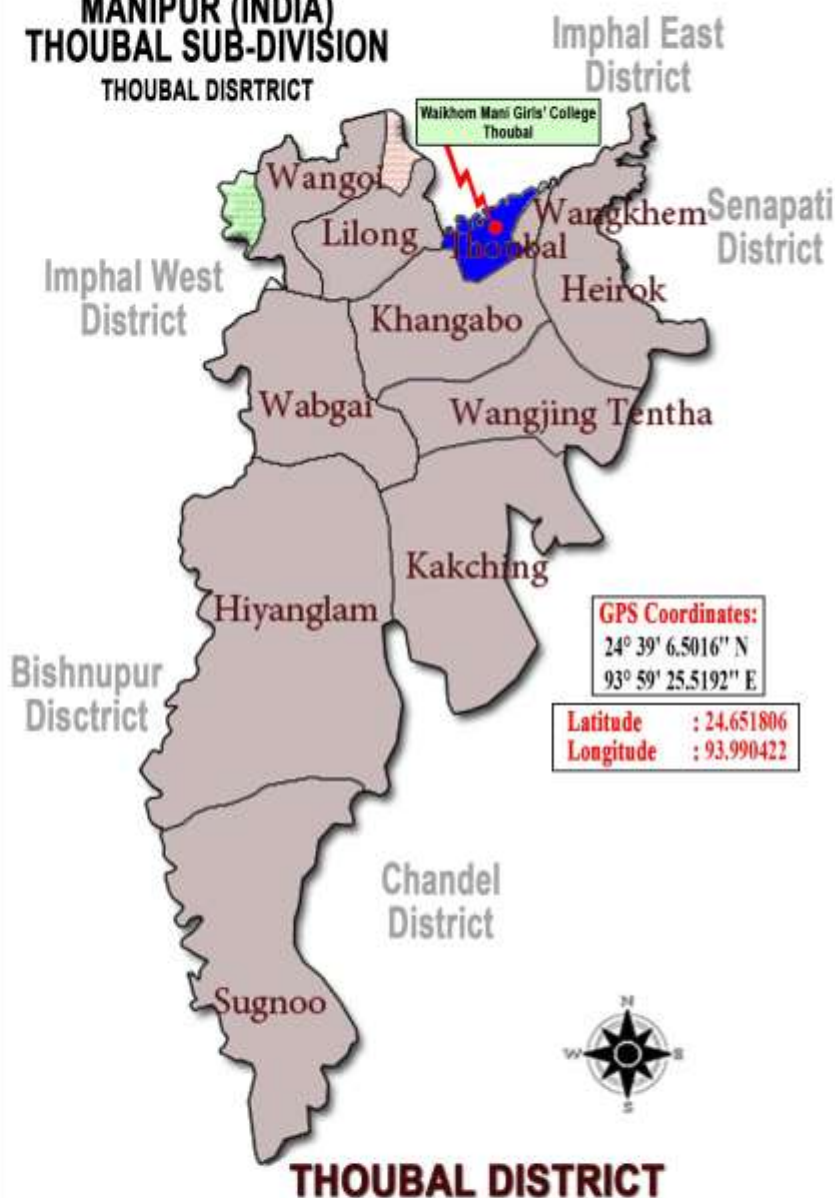 MANIPUR (INDIA)
THOUBAL SUB-DIVISION
THOUBAL DISRTRICT
Imphal East
District
Waikhom Mani Girls' College
Thoubal
Wangoi
Lilong
Thoubal
Wangkhem
Senapati
District
Imphal West
District
Heirok
Khangabo
Wabgai
Wangjing Tentha
Kakching
Hiyanglam
GPS Coordinates:
24° 39' 6.5016" N
93° 59' 25.5192" E
Bishnupur
Disctrict
Latitude : 24.651806
Longitude : 93.990422
Chandel
District
Sugnoo
N
W
S
THOUBAL DISTRICT